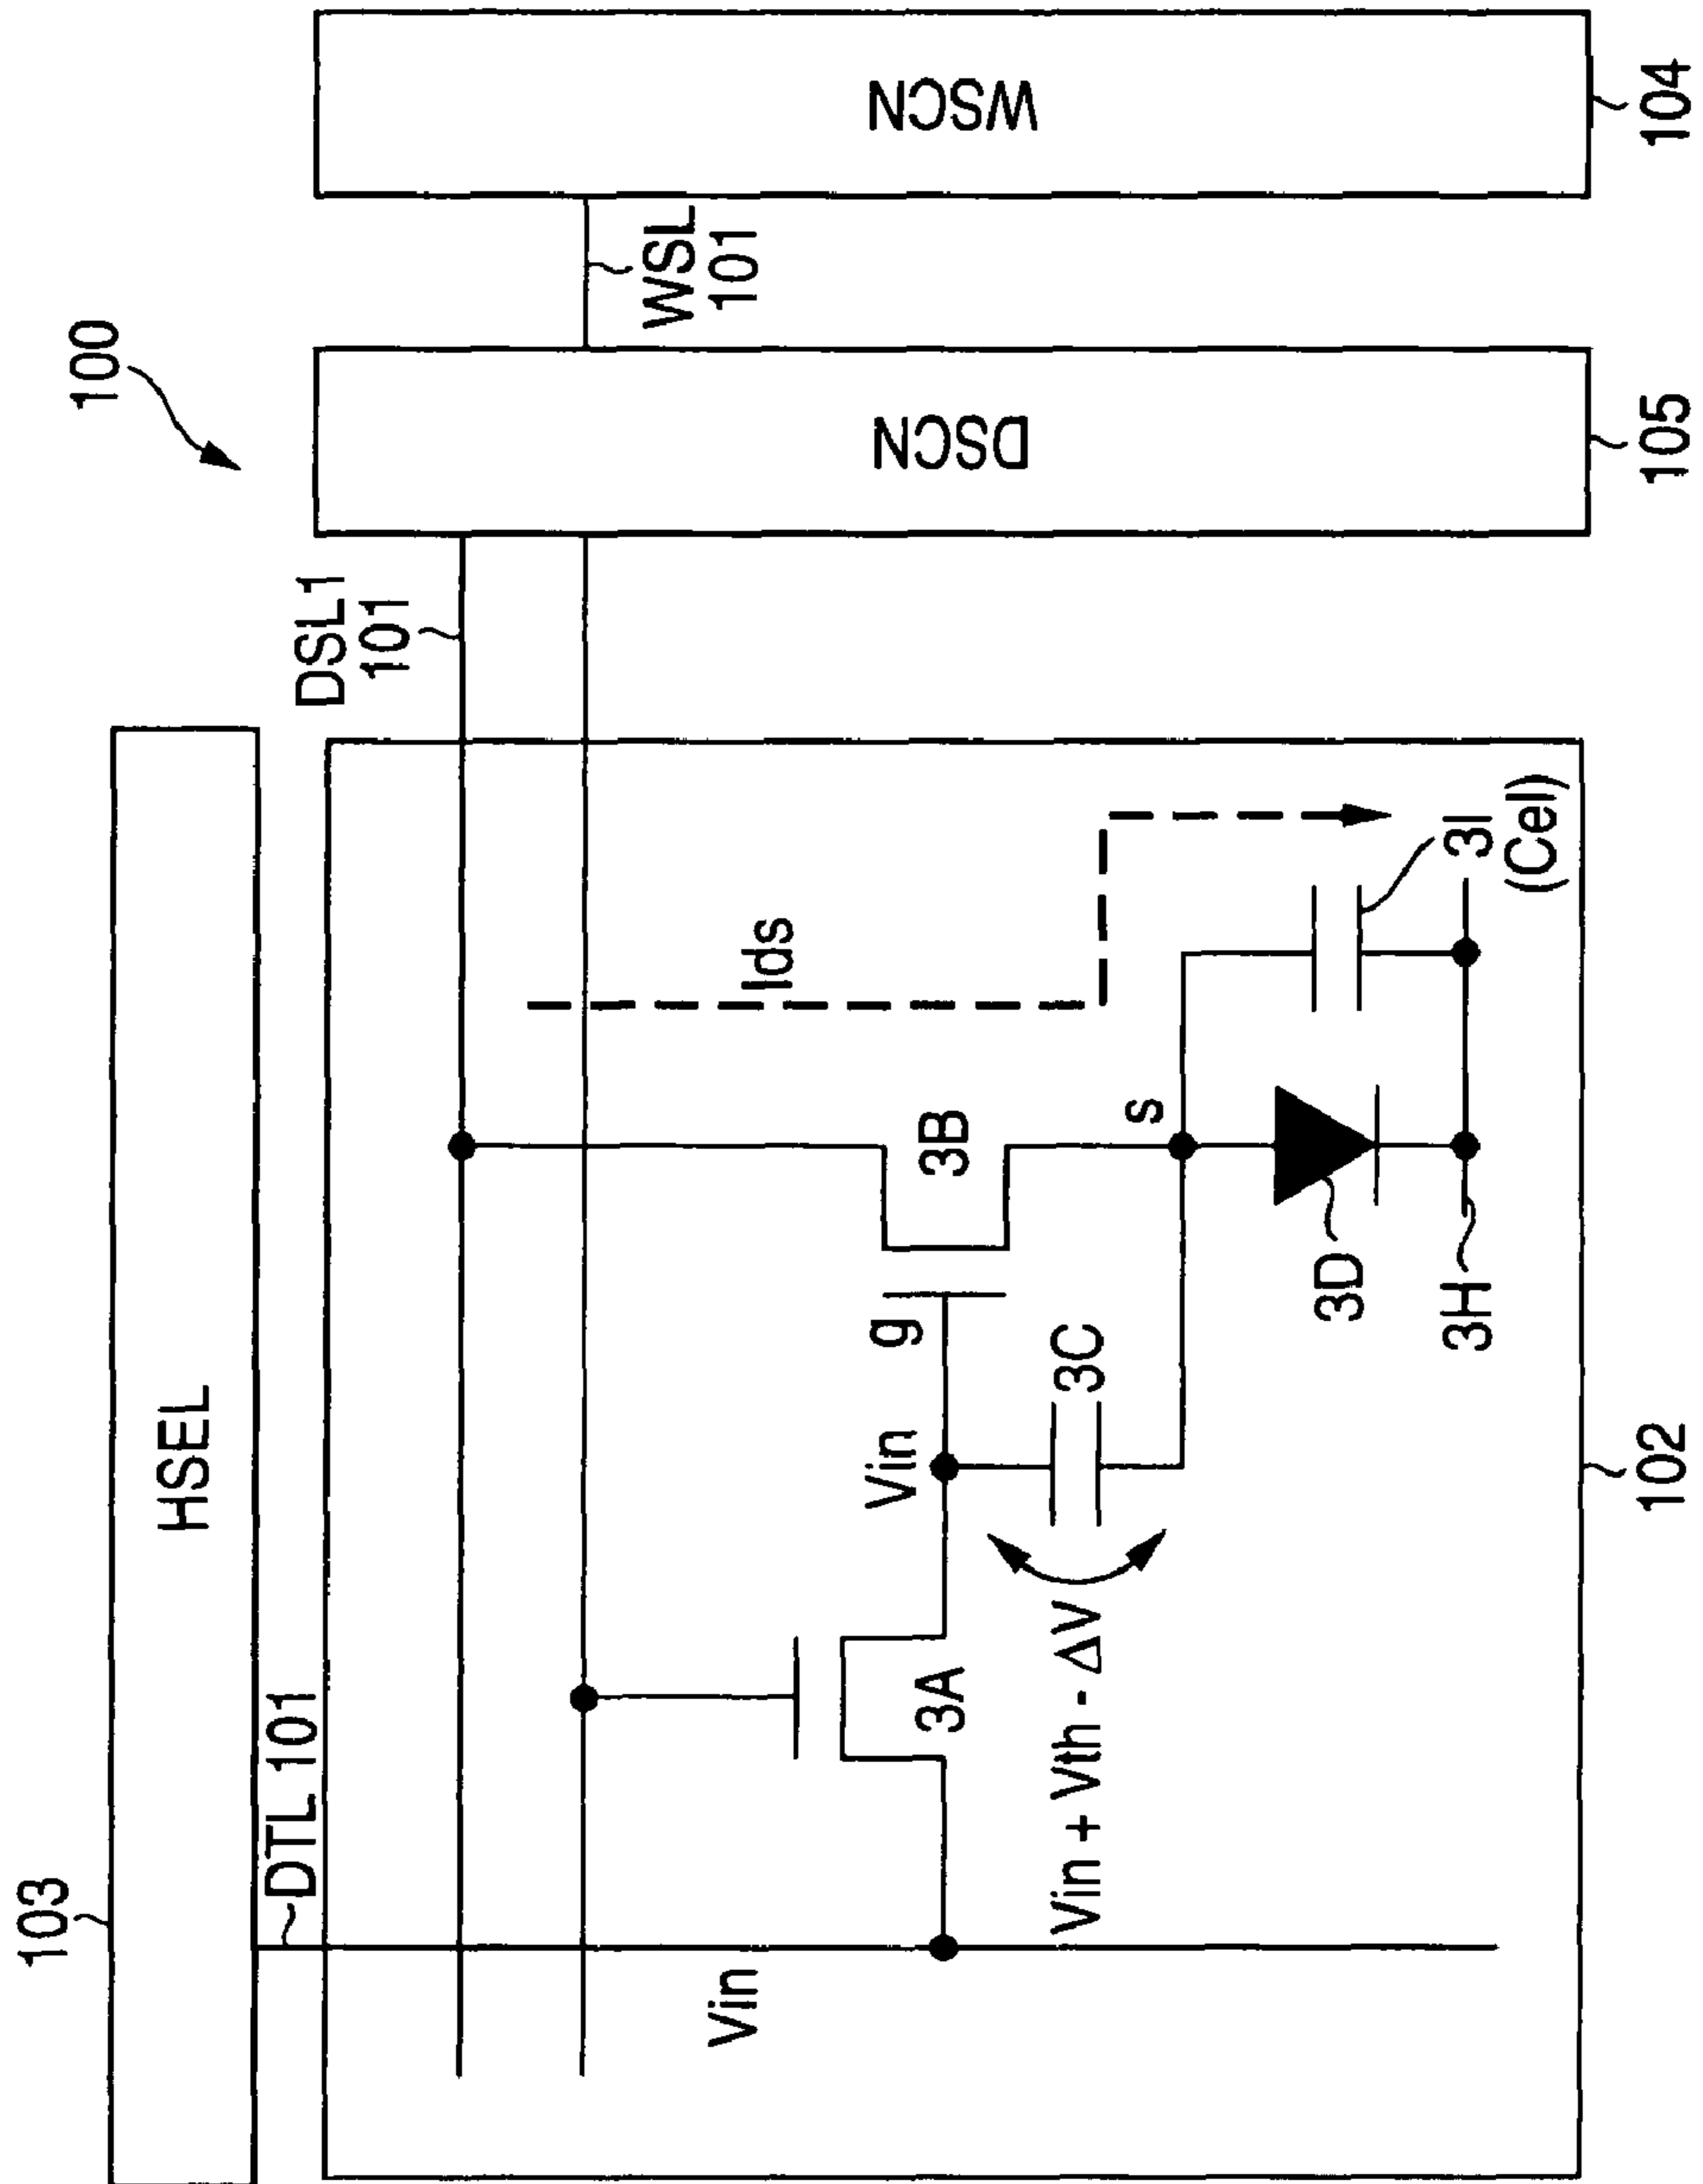 100
103
HSEL
DTL 101
DSL1
101
WSL
101
DSCN
WSCN
Vin
Vin
g
3A
3B
Ids
Vin + Vth - ΔV
3C
s
3D
3H
3I
(Cel)
102
105
104